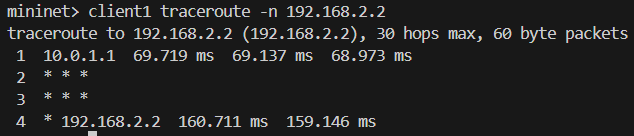 mininet> client1 traceroute -n 192.168.2.2
traceroute to 192.168.2.2 (192.168.2.2), 30 hops max, 60 byte packets
1 10.0.1.1 69.719 ms 69.137 ms 68.973 ms
2 * * *
3 * * *
4 * 192.168.2.2 160.711 ms 159.146 ms